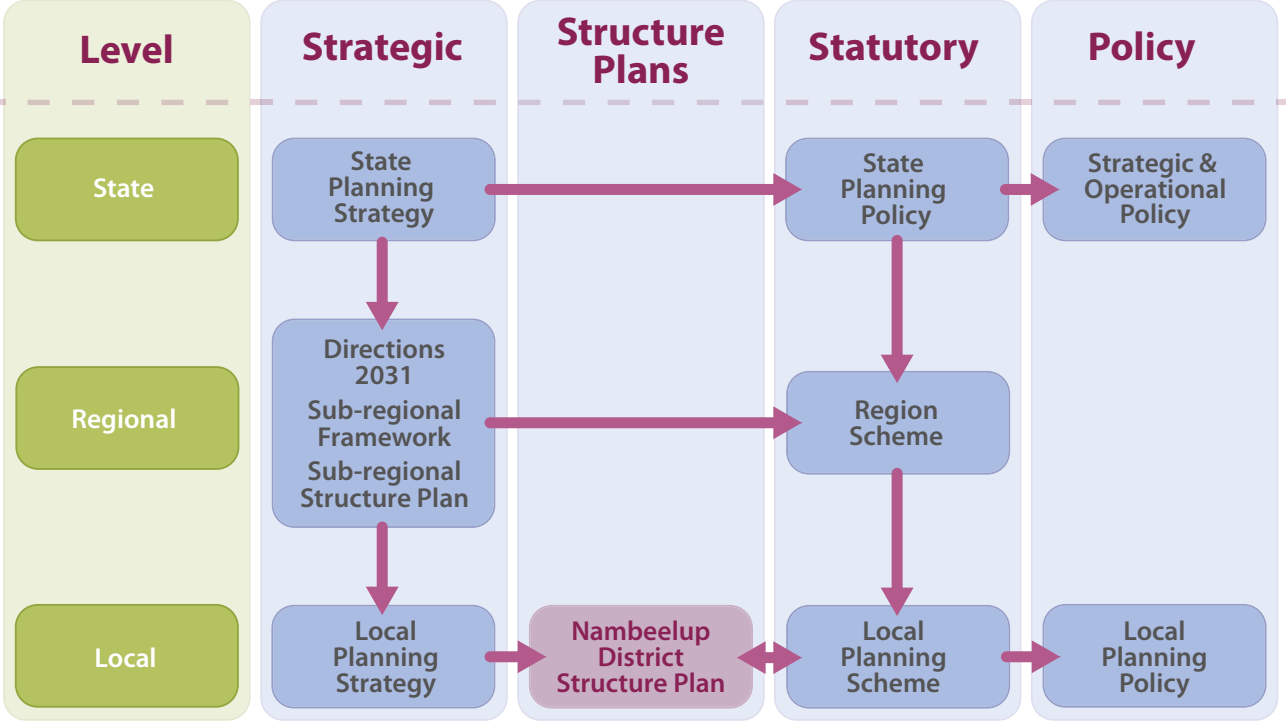 Level
Strategic
Structure
Plans
Statutory
Policy
State
State
Planning
Strategy
State
Planning
Policy
Strategic &
Operational
Policy
Regional
Directions
2031
Sub-regional
Framework
Sub-regional
Structure Plan
Region
Scheme
Local
Local
Planning
Strategy
Nambeelup
District
Structure Plan
Local
Planning
Scheme
Local
Planning
Policy